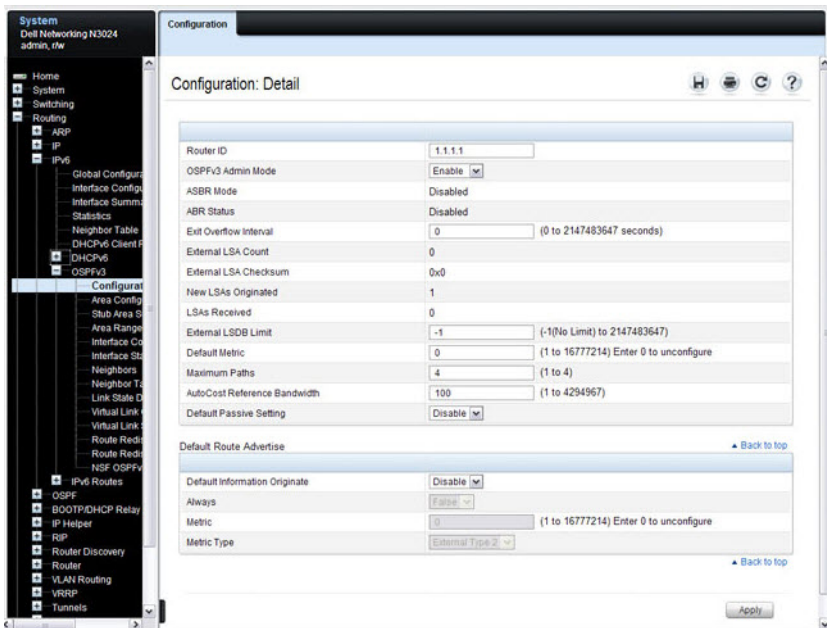 System
Dell Networking N3024
admin, r/w
Home
System
Switching
Routing
ARP
IP
IPv6
Global Configura
Interface Configu
Interface Summa
Statistics
Neighbor Table
DHCPv6 Client P
DHCPv6
OSPFv3
Configurat
Area Config
Stub Area S
Area Range
Interface Co
Interface Sta
Neighbors
Neighbor Ta
Link State D
Virtual Link
Virtual Link
Route Redis
Route Redis
NSF OSPFv
IPv6 Routes
OSPF
BOOTP/DHCP Relay
IP Helper
RIP
Router Discovery
Router
VLAN Routing
VRRP
Tunnels
Configuration
Configuration: Detail
Router ID 1.1.1.1
OSPFv3 Admin Mode Enable
ASBR Mode Disabled
ABR Status Disabled
Exit Overflow Interval 0 (0 to 2147483647 seconds)
External LSA Count 0
External LSA Checksum 0x0
New LSAs Originated 1
LSAs Received 0
External LSDB Limit -1 (-1(No Limit) to 2147483647)
Default Metric 0 (1 to 16777214) Enter 0 to unconfigure
Maximum Paths 4 (1 to 4)
AutoCost Reference Bandwidth 100 (1 to 4294967)
Default Passive Setting Disable
Default Route Advertise Back to top
Default Information Originate Disable
Always False
Metric 0 (1 to 16777214) Enter 0 to unconfigure
Metric Type External Type 2
Back to top
Apply